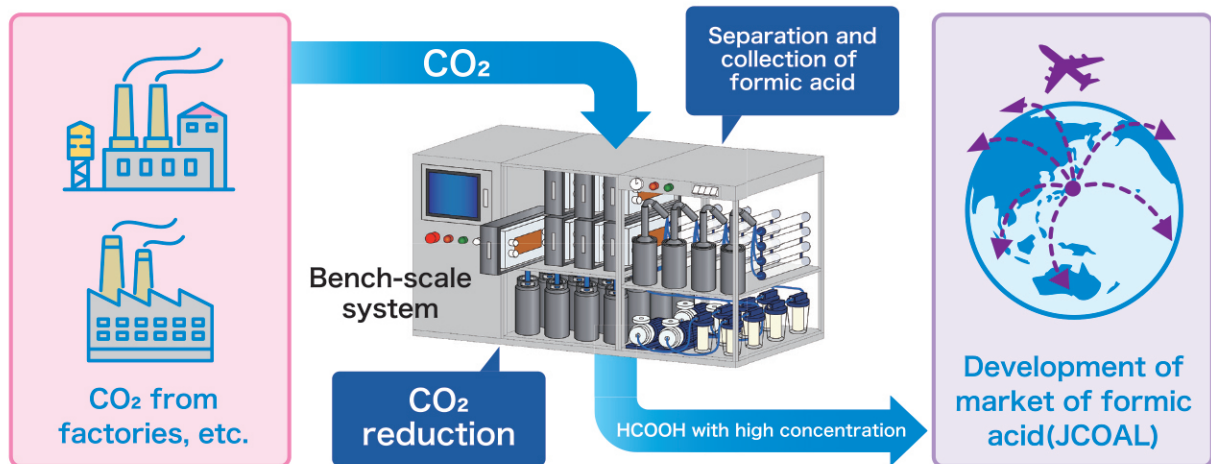 CO₂
Separation and
collection of
formic acid
Bench-scale
system
CO₂ from
factories, etc.
CO₂
reduction
HCOOH with high concentration
Development of
market of formic
acid(JCOAL)